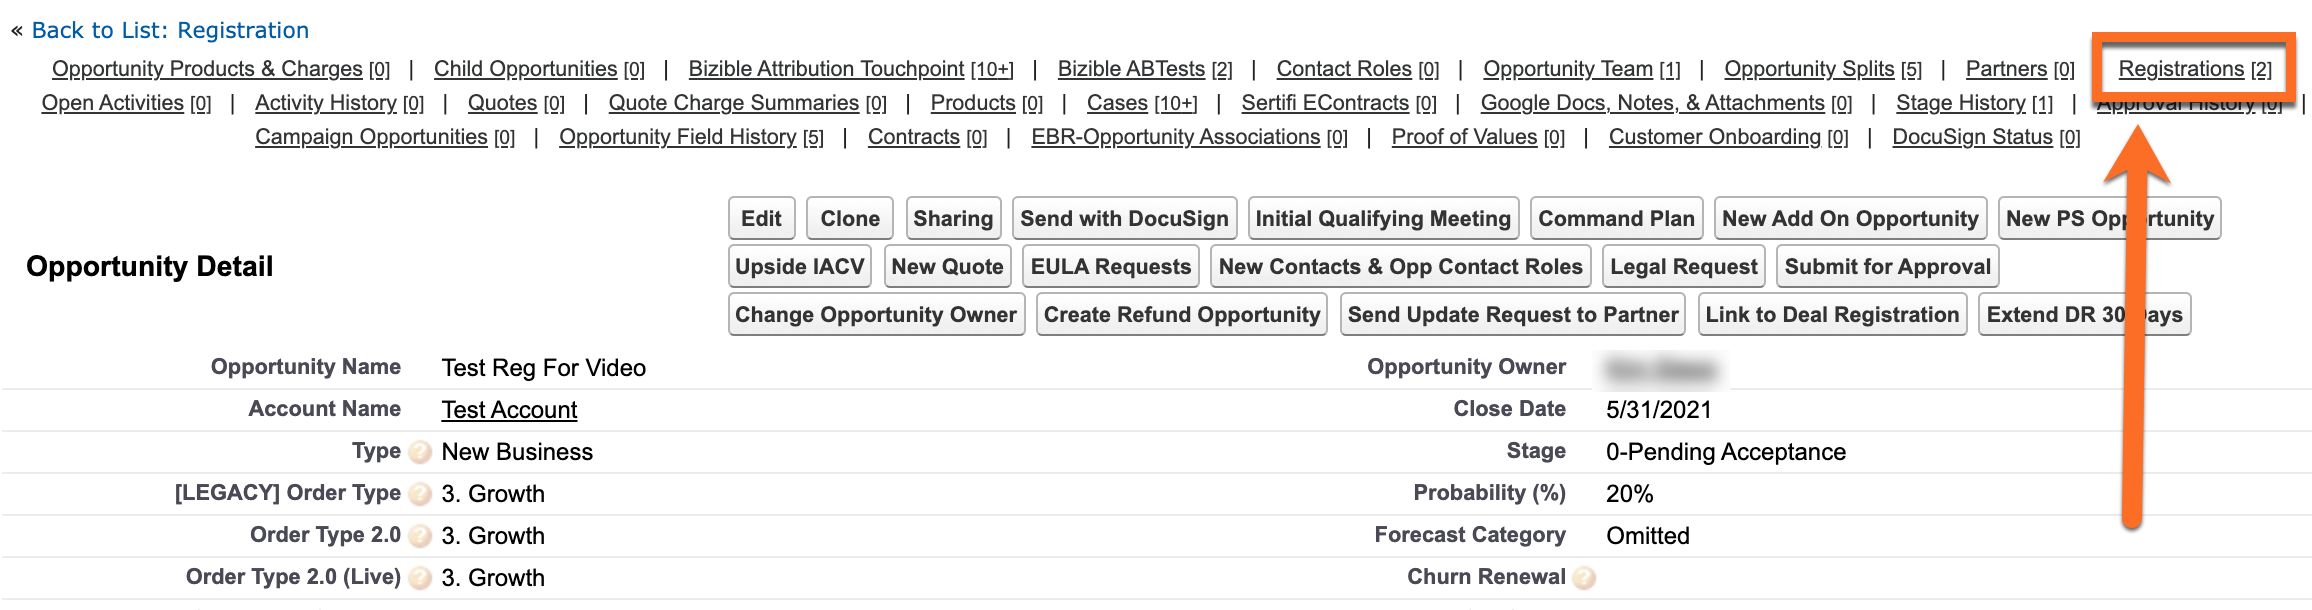 « Back to List: Registration
Opportunity Products & Charges [0] | Child Opportunities [0] | Bizible Attribution Touchpoint [10+] | Bizible ABTests [2] | Contact Roles [0] | Opportunity Team [1] | Opportunity Splits [5] | Partners [0] Registrations [2]
Open Activities [0] | Activity History [0] | Quotes [0] | Quote Charge Summaries [0] | Products [0] | Cases [10+] | Sertifi EContracts [0] | Google Docs, Notes, & Attachments [0] | Stage History [1] | Approval History [0] |
Campaign Opportunities [0] | Opportunity Field History [5] | Contracts [0] | EBR-Opportunity Associations [0] | Proof of Values [0] | Customer Onboarding [0] | DocuSign Status [0]
Edit Clone Sharing Send with DocuSign Initial Qualifying Meeting Command Plan New Add On Opportunity New PS Opportunity
Opportunity Detail Upside IACV New Quote EULA Requests New Contacts & Opp Contact Roles Legal Request Submit for Approval
Change Opportunity Owner Create Refund Opportunity Send Update Request to Partner Link to Deal Registration Extend DR 30 Days
Opportunity Name Test Reg For Video Opportunity Owner
Account Name Test Account Close Date 5/31/2021
Type ? New Business Stage 0-Pending Acceptance
[LEGACY] Order Type ? 3. Growth Probability (%) 20%
Order Type 2.0 ? 3. Growth Forecast Category Omitted
Order Type 2.0 (Live) ? 3. Growth Churn Renewal ?